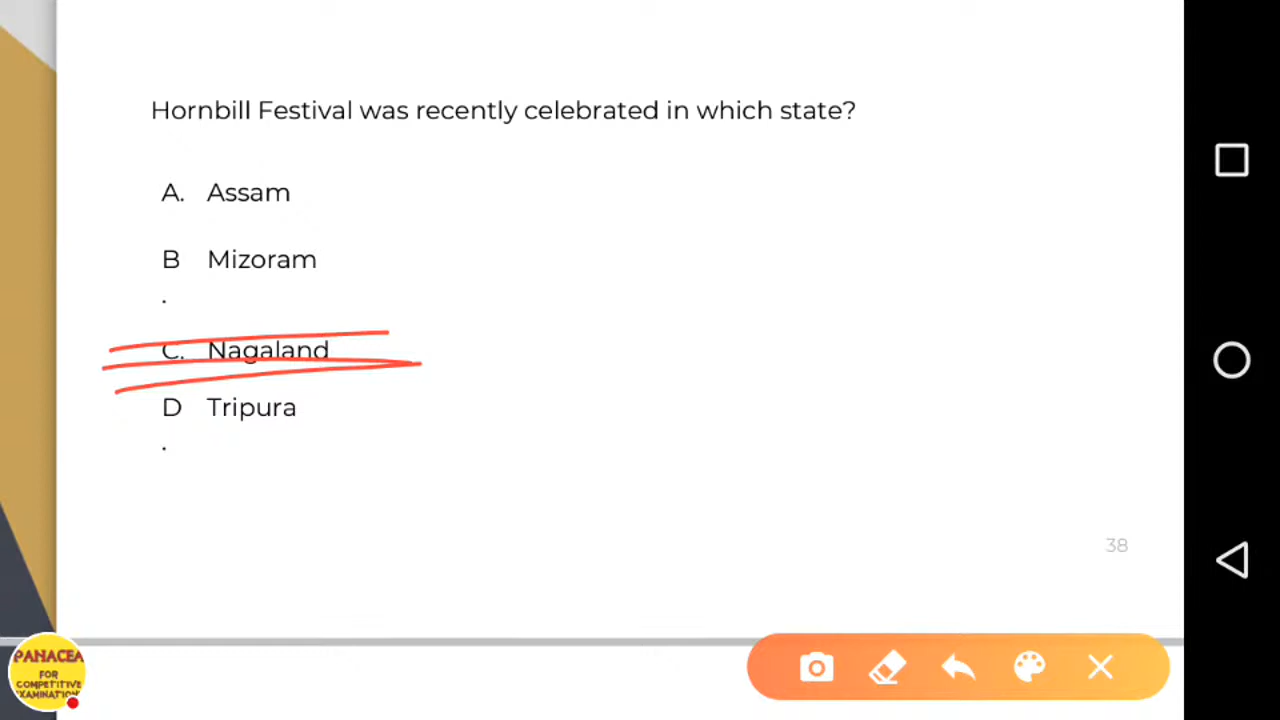 Hornbill Festival was recently celebrated in which state?
A. Assam
B Mizoram
.
C. Nagaland
D Tripura
.
38
PANACEA
FOR
COMPETITIVE
EXAMINATION